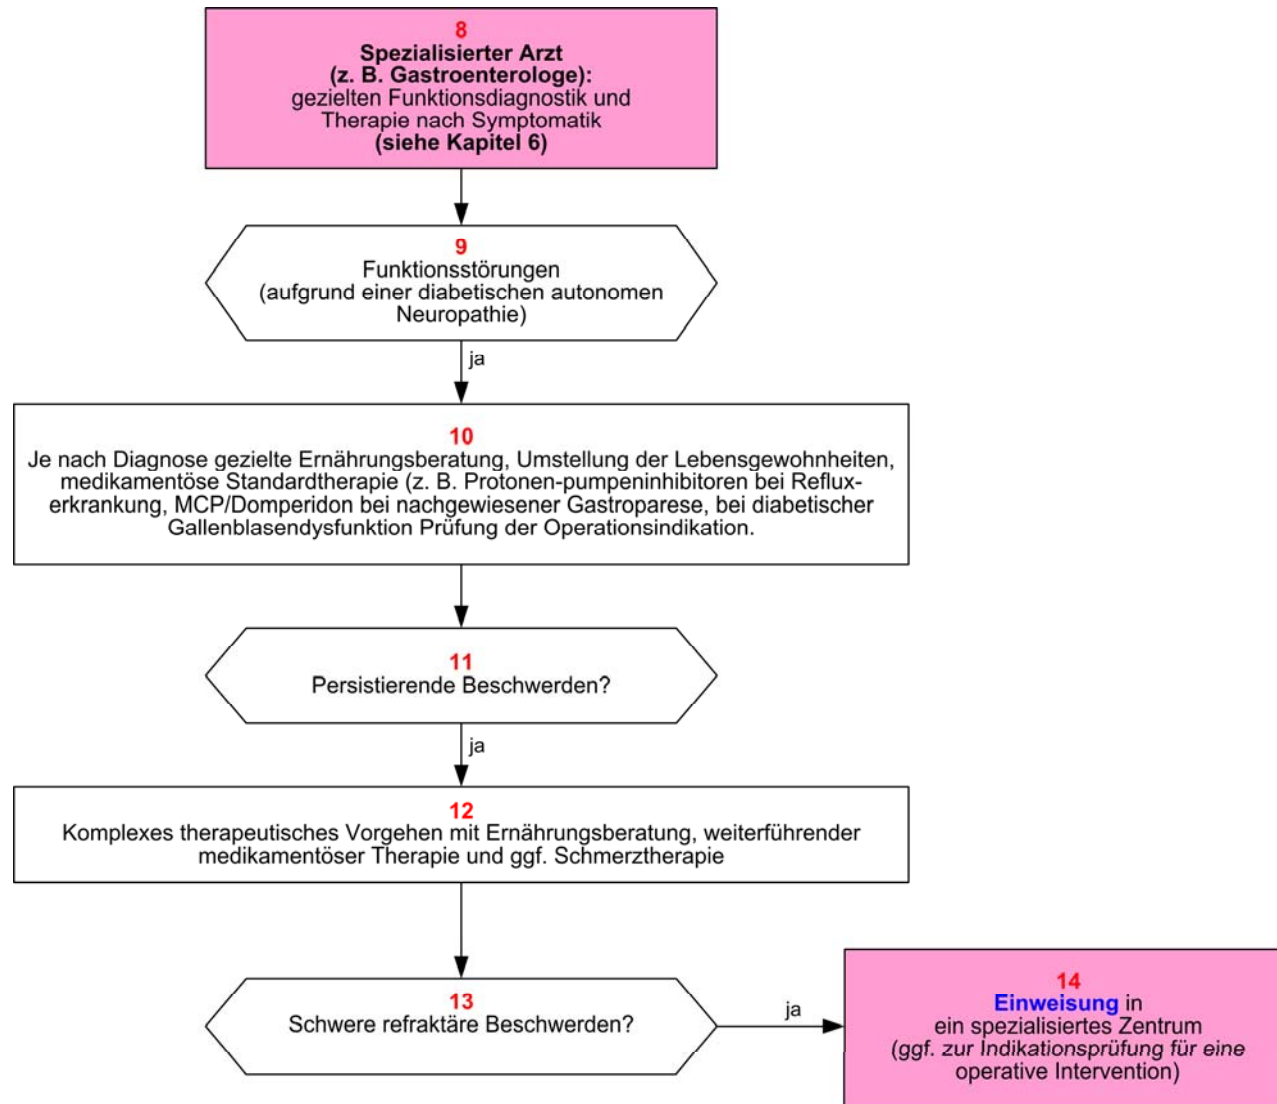 8
Spezialisierter Arzt
(z. B. Gastroenterologe):
gezielten Funktionsdiagnostik und
Therapie nach Symptomatik
(siehe Kapitel 6)
9
Funktionsstörungen
(aufgrund einer diabetischen autonomen
Neuropathie)
ja
10
Je nach Diagnose gezielte Ernährungsberatung, Umstellung der Lebensgewohnheiten,
medikamentöse Standardtherapie (z. B. Protonen-pumpeninhibitoren bei Reflux-
erkrankung, MCP/Domperidon bei nachgewiesener Gastroparese, bei diabetischer
Gallenblasendysfunktion Prüfung der Operationsindikation.
11
Persistierende Beschwerden?
ja
12
Komplexes therapeutisches Vorgehen mit Ernährungsberatung, weiterführender
medikamentöser Therapie und ggf. Schmerztherapie
13
Schwere refraktäre Beschwerden?
ja
14
Einweisung in
ein spezialisiertes Zentrum
(ggf. zur Indikationsprüfung für eine
operative Intervention)